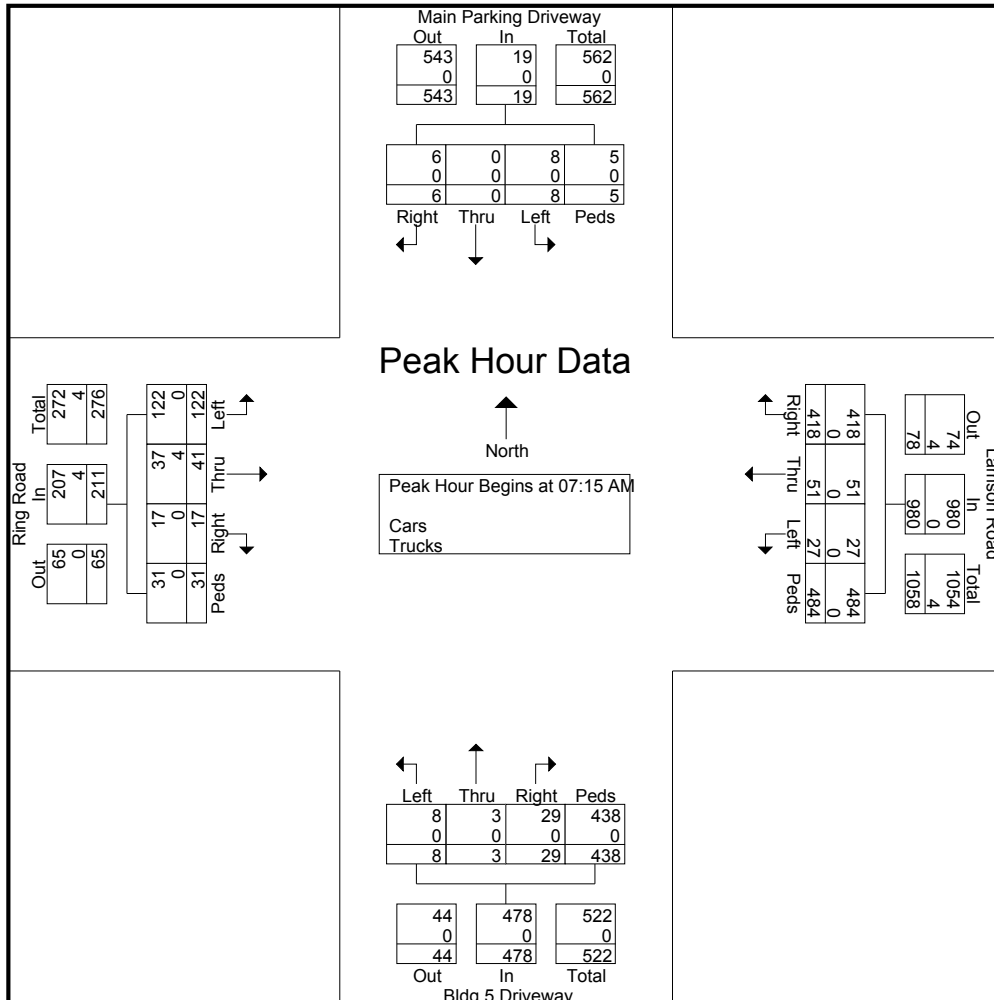 Main Parking Driveway
Out In Total
543 19 562
0 0 0
543 19 562
6 0 8 5
0 0 0 0
6 0 8 5
Right Thru Left Peds
Peak Hour Data
North
Peak Hour Begins at 07:15 AM
Cars
Trucks
Ring Road
Out In Total
65 207 272
0 4 4
65 211 276
31 17 37 122
0 0 4 0
31 17 41 122
Peds Right Thru Left
Lamson Road
Out In Total
74 980 1054
4 0 4
78 980 1058
418 51 27 484
0 0 0 0
418 51 27 484
Right Thru Left Peds
Left Thru Right Peds
8 3 29 438
0 0 0 0
8 3 29 438
44 478 522
0 0 0
44 478 522
Out In Total
Bldg 5 Driveway